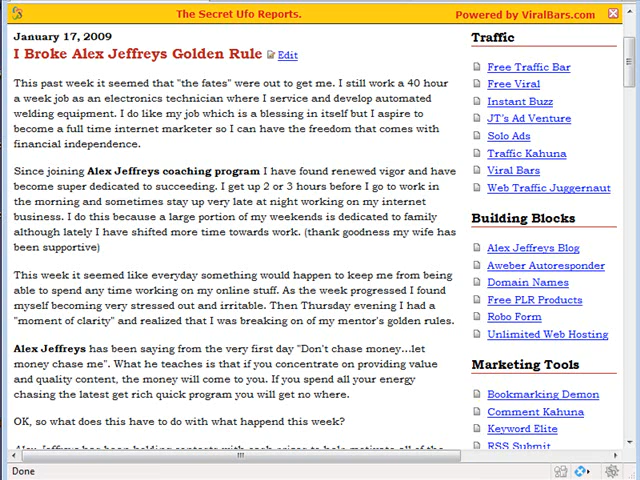 The Secret Ufo Reports.
Powered by ViralBars.com
January 17, 2009
I Broke Alex Jeffreys Golden Rule Edit
This past week it seemed that "the fates" were out to get me. I still work a 40 hour
a week job as an electronics technician where I service and develop automated
welding equipment. I do like my job which is a blessing in itself but I aspire to
become a full time internet marketer so I can have the freedom that comes with
financial independence.
Since joining Alex Jeffreys coaching program I have found renewed vigor and have
become super dedicated to succeeding. I get up 2 or 3 hours before I go to work in
the morning and sometimes stay up very late at night working on my internet
business. I do this because a large portion of my weekends is dedicated to family
although lately I have shifted more time towards work. (thank goodness my wife has
been supportive)
This week it seemed like everyday something would happen to keep me from being
able to spend any time working on my online stuff. As the week progressed I found
myself becoming very stressed out and irritable. Then Thursday evening I had a
"moment of clarity" and realized that I was breaking on of my mentor's golden rules.
Alex Jeffreys has been saying from the very first day "Don't chase money...let
money chase me". What he teaches is that if you concentrate on providing value
and quality content, the money will come to you. If you spend all your energy
chasing the latest get rich quick program you will get no where.
OK, so what does this have to do with what happend this week?
Traffic
Free Traffic Bar
Free Viral
Instant Buzz
JT's Ad Venture
Solo Ads
Traffic Kahuna
Viral Bars
Web Traffic Juggernaut
Building Blocks
Alex Jeffreys Blog
Aweber Autoresponder
Domain Names
Free PLR Products
Robo Form
Unlimited Web Hosting
Marketing Tools
Bookmarking Demon
Comment Kahuna
Keyword Elite
RSS Submit
Done